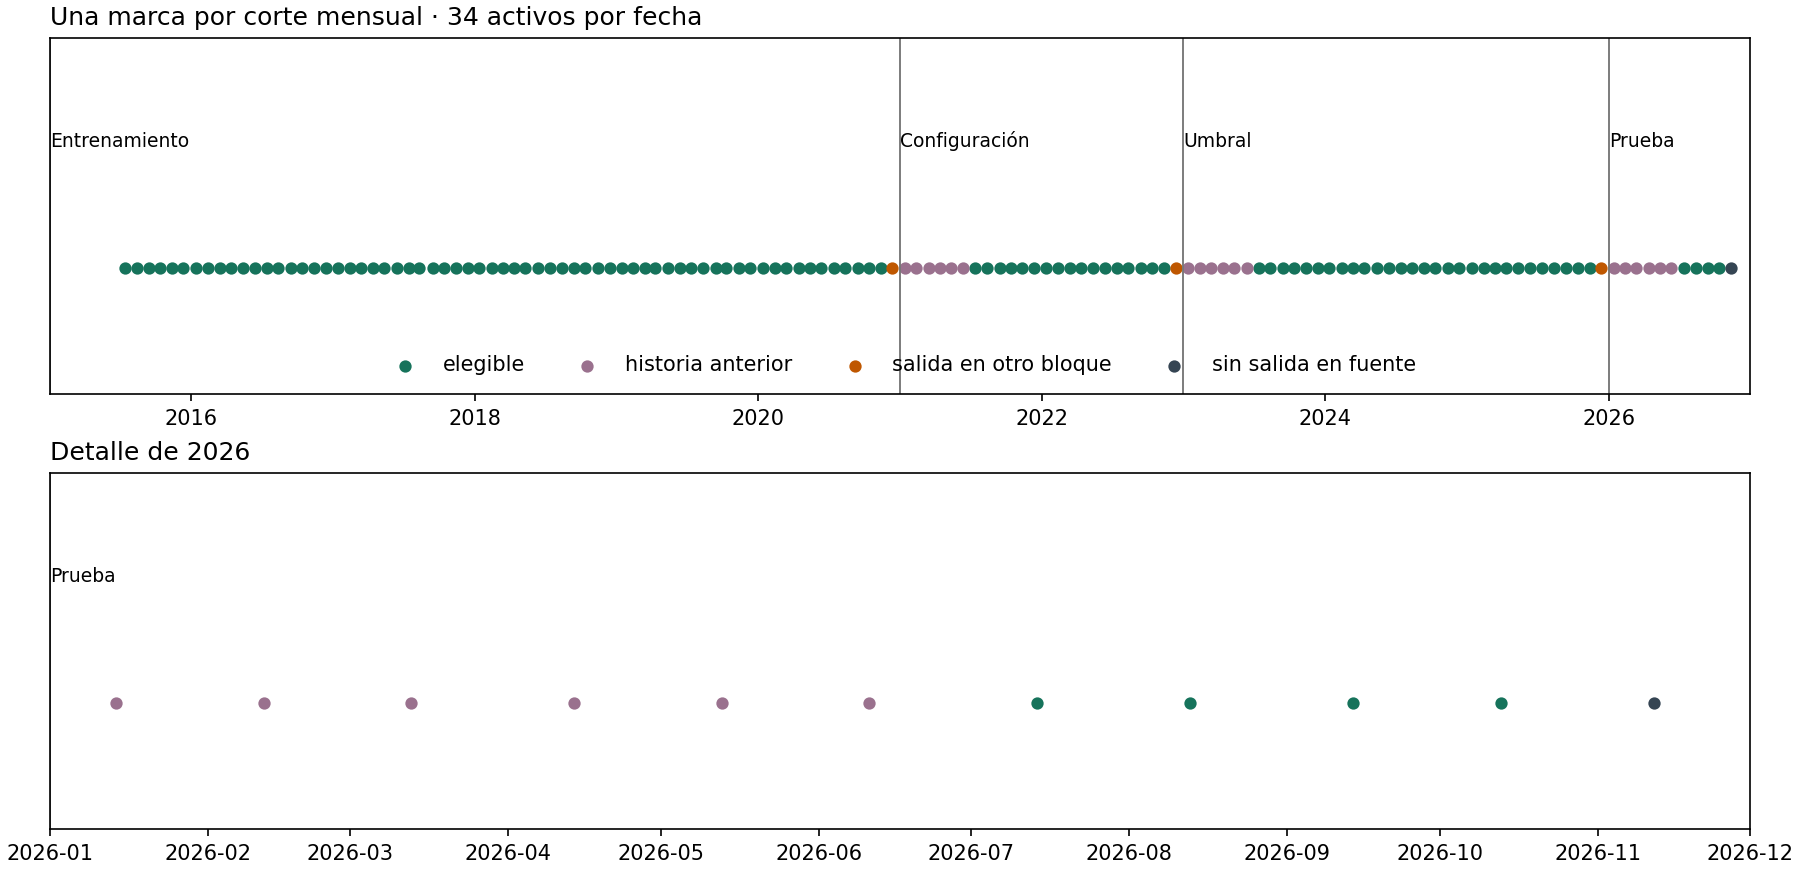 Una marca por corte mensual · 34 activos por fecha
Entrenamiento
Configuración
Umbral
Prueba
elegible
historia anterior
salida en otro bloque
sin salida en fuente
2016
2018
2020
2022
2024
2026
Detalle de 2026
Prueba
2026-01
2026-02
2026-03
2026-04
2026-05
2026-06
2026-07
2026-08
2026-09
2026-10
2026-11
2026-12